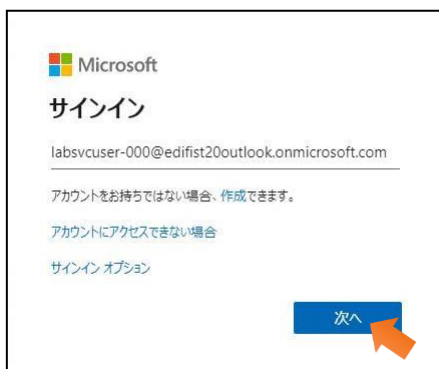 Microsoft
サインイン
labsvcuser-000@edifist20outlook.onmicrosoft.com
アカウントをお持ちではない場合、作成できます。
アカウントにアクセスできない場合
サインイン オプション
次へ